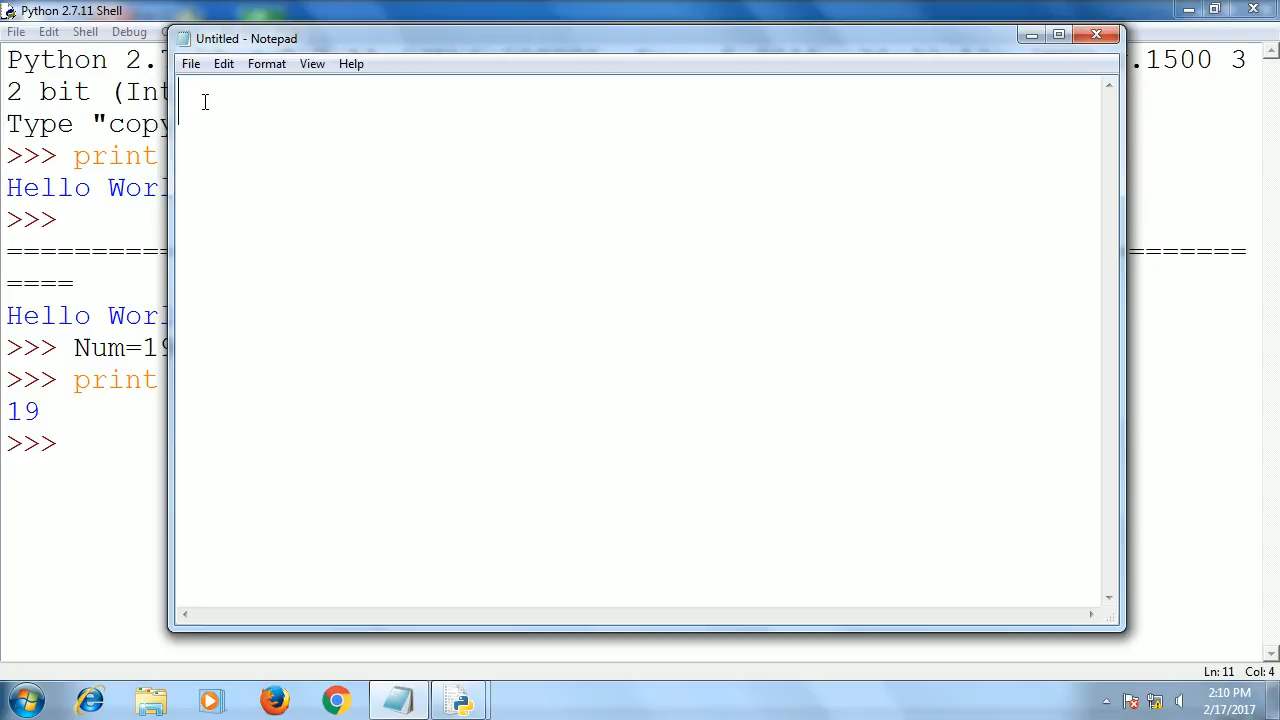 Python 2.7.11 Shell
File Edit Shell Debug
Untitled - Notepad
File Edit Format View Help
Python 2. .1500 3
2 bit (Int
Type "copy
>>> print
Hello Worl
>>>
==========
=======
====
Hello Worl
>>> Num=19
>>> print
19
>>>
Ln: 11 Col: 4
2:10 PM
2/17/2017